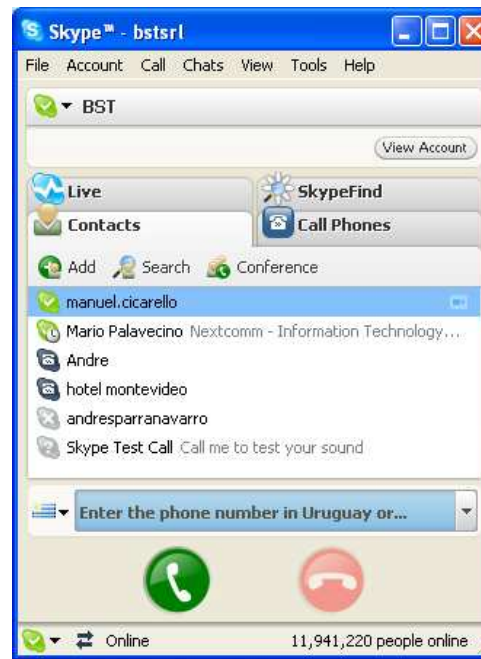 Skype™ - bstsrl
File Account Call Chats View Tools Help
BST
View Account
Live SkypeFind
Contacts Call Phones
Add Search Conference
manuel.cicarello
Mario Palavecino Nextcomm - Information Technology...
Andre
hotel montevideo
andresparranavarro
Skype Test Call Call me to test your sound
Enter the phone number in Uruguay or...
Online 11,941,220 people online